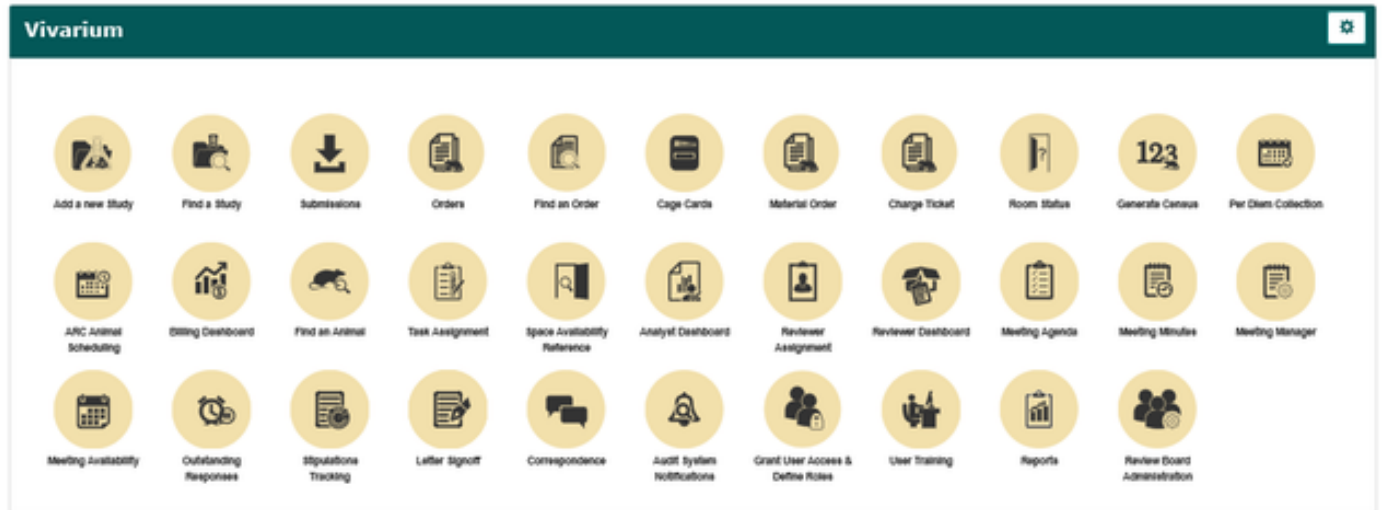 Vivarium
Add a new Study
Find a Study
Submissions
Orders
Find an Order
Cage Cards
Material Order
Charge Ticket
Room Status
123
Generate Census
Per Diem Collection
ARC Animal
Scheduling
Billing Dashboard
Find an Animal
Task Assignment
Space Availability
Reference
Analyst Dashboard
Reviewer
Assignment
Reviewer Dashboard
Meeting Agenda
Meeting Minutes
Meeting Manager
Meeting Availability
Outstanding
Responses
Stipulations
Tracking
Letter Signoff
Correspondence
Audit System
Notifications
Grant User Access &
Define Roles
User Training
Reports
Review Board
Administration